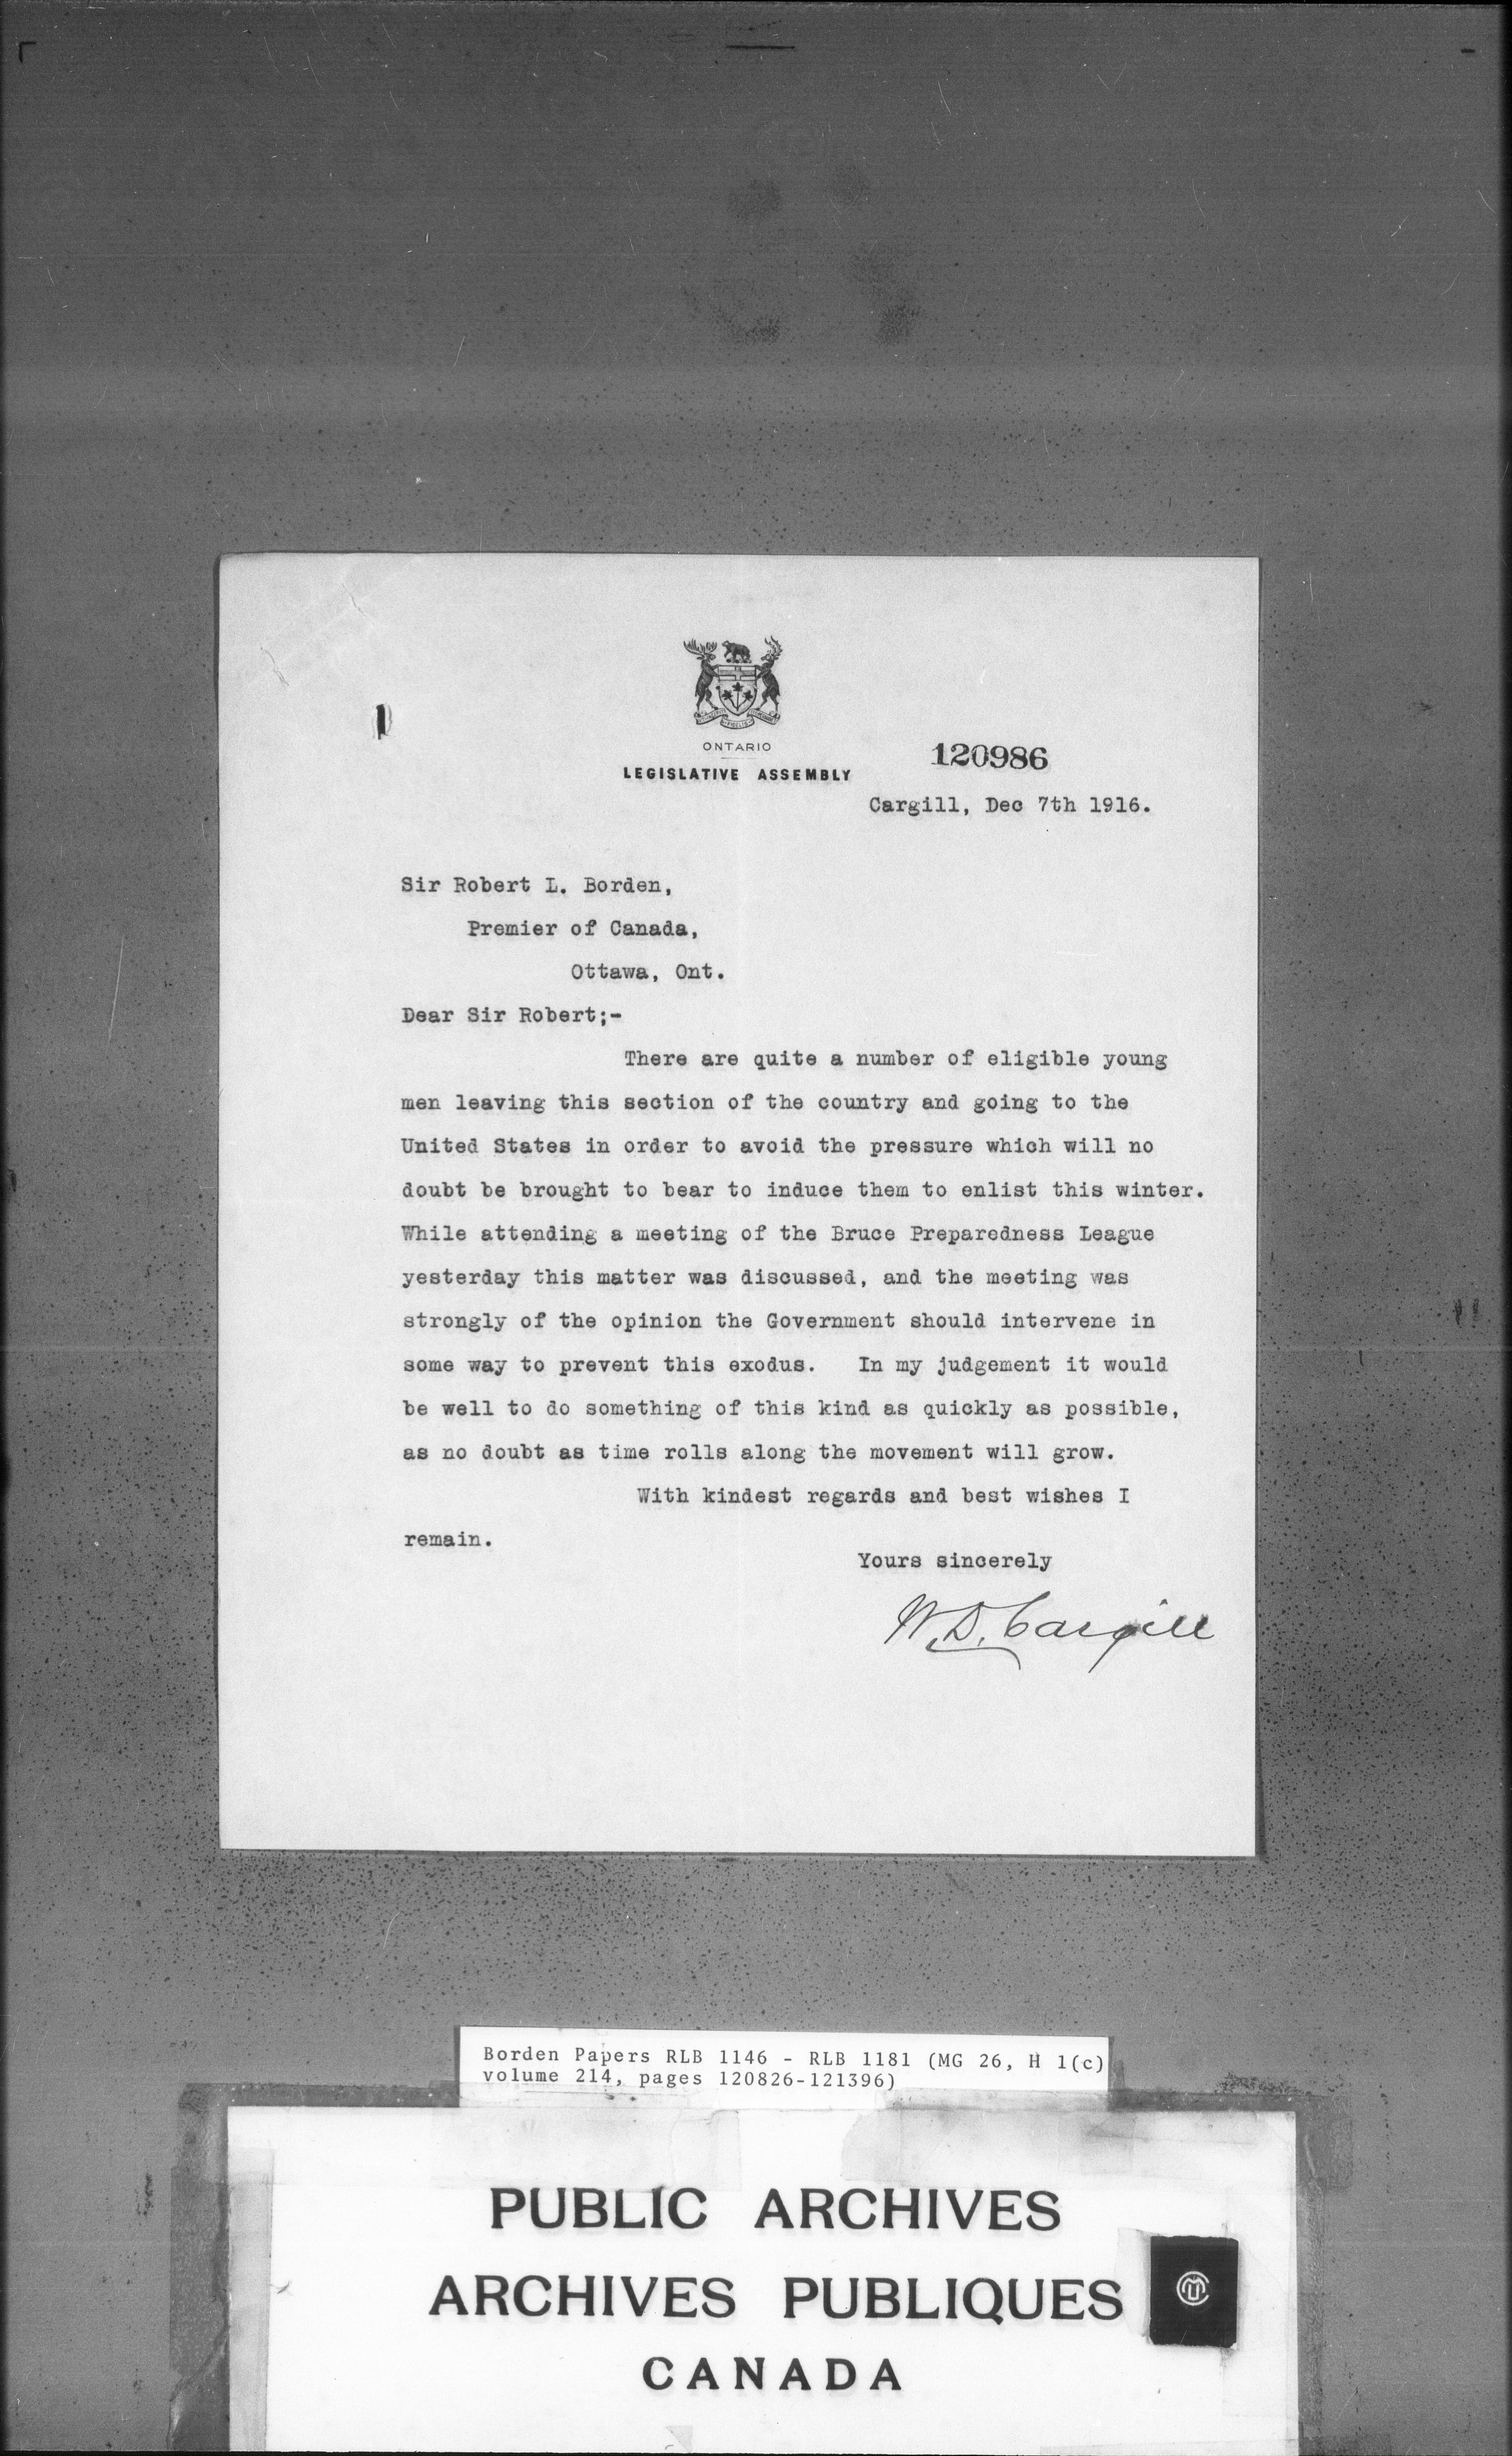 ONTARIO
LEGISLATIVE ASSEMBLY
120986
Cargill, Dec 7th 1916.
Sir Robert L. Borden,
Premier of Canada,
Ottawa, Ont.
Dear Sir Robert;-
There are quite a number of eligible young
men leaving this section of the country and going to the
United States in order to avoid the pressure which will no
doubt be brought to bear to induce them to enlist this winter.
While attending a meeting of the Bruce Preparedness League
yesterday this matter was discussed, and the meeting was
strongly of the opinion the Government should intervene in
some way to prevent this exodus. In my judgement it would
be well to do something of this kind as quickly as possible,
as no doubt as time rolls along the movement will grow.
With kindest regards and best wishes I
remain.
Yours sincerely
W.D. Cargill
Borden Papers RLB 1146 - RLB 1181 (MG 26, H 1(c)
volume 214, pages 120826-121396)
PUBLIC ARCHIVES
ARCHIVES PUBLIQUES
CANADA